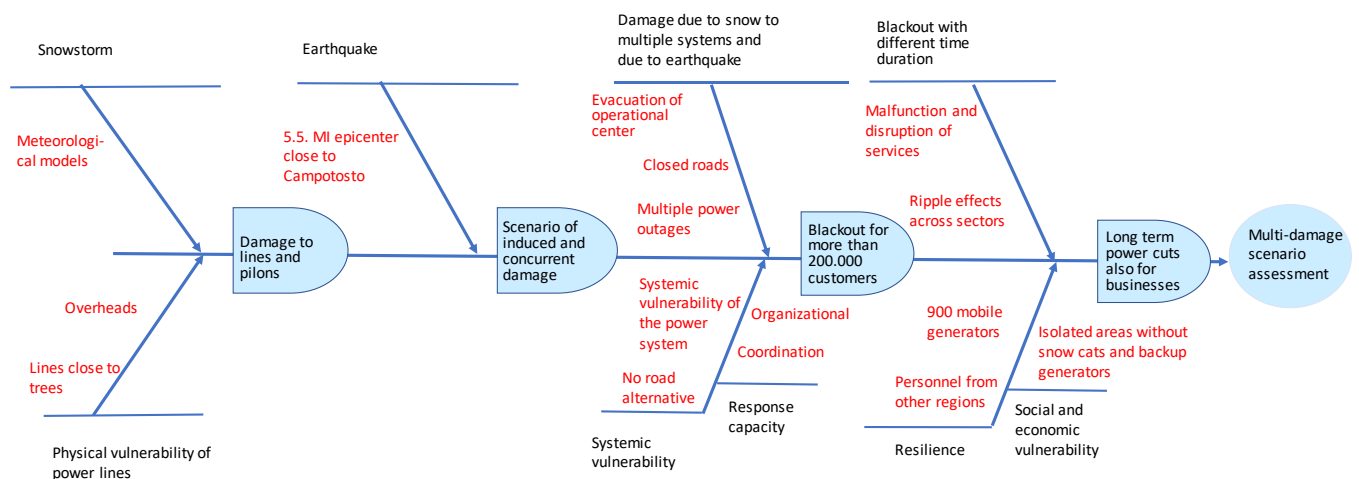 Snowstorm
Earthquake
Damage due to snow to
multiple systems and
due to earthquake
Blackout with
different time
duration
Meteorologi-
cal models
5.5. MI epicenter
close to
Campotosto
Evacuation of
operational
center
Closed roads
Multiple power
outages
Malfunction and
disruption of
services
Ripple effects
across sectors
Damage to
lines and
pilons
Scenario of
induced and
concurrent
damage
Blackout for
more than
200.000
customers
Long term
power cuts
also for
businesses
Multi-damage
scenario
assessment
Overheads
Lines close to
trees
Systemic
vulnerability of
the power
system
No road
alternative
Organizational
Coordination
900 mobile
generators
Personnel from
other regions
Isolated areas without
snow cats and backup
generators
Physical vulnerability of
power lines
Systemic
vulnerability
Response
capacity
Resilience
Social and
economic vulnerability